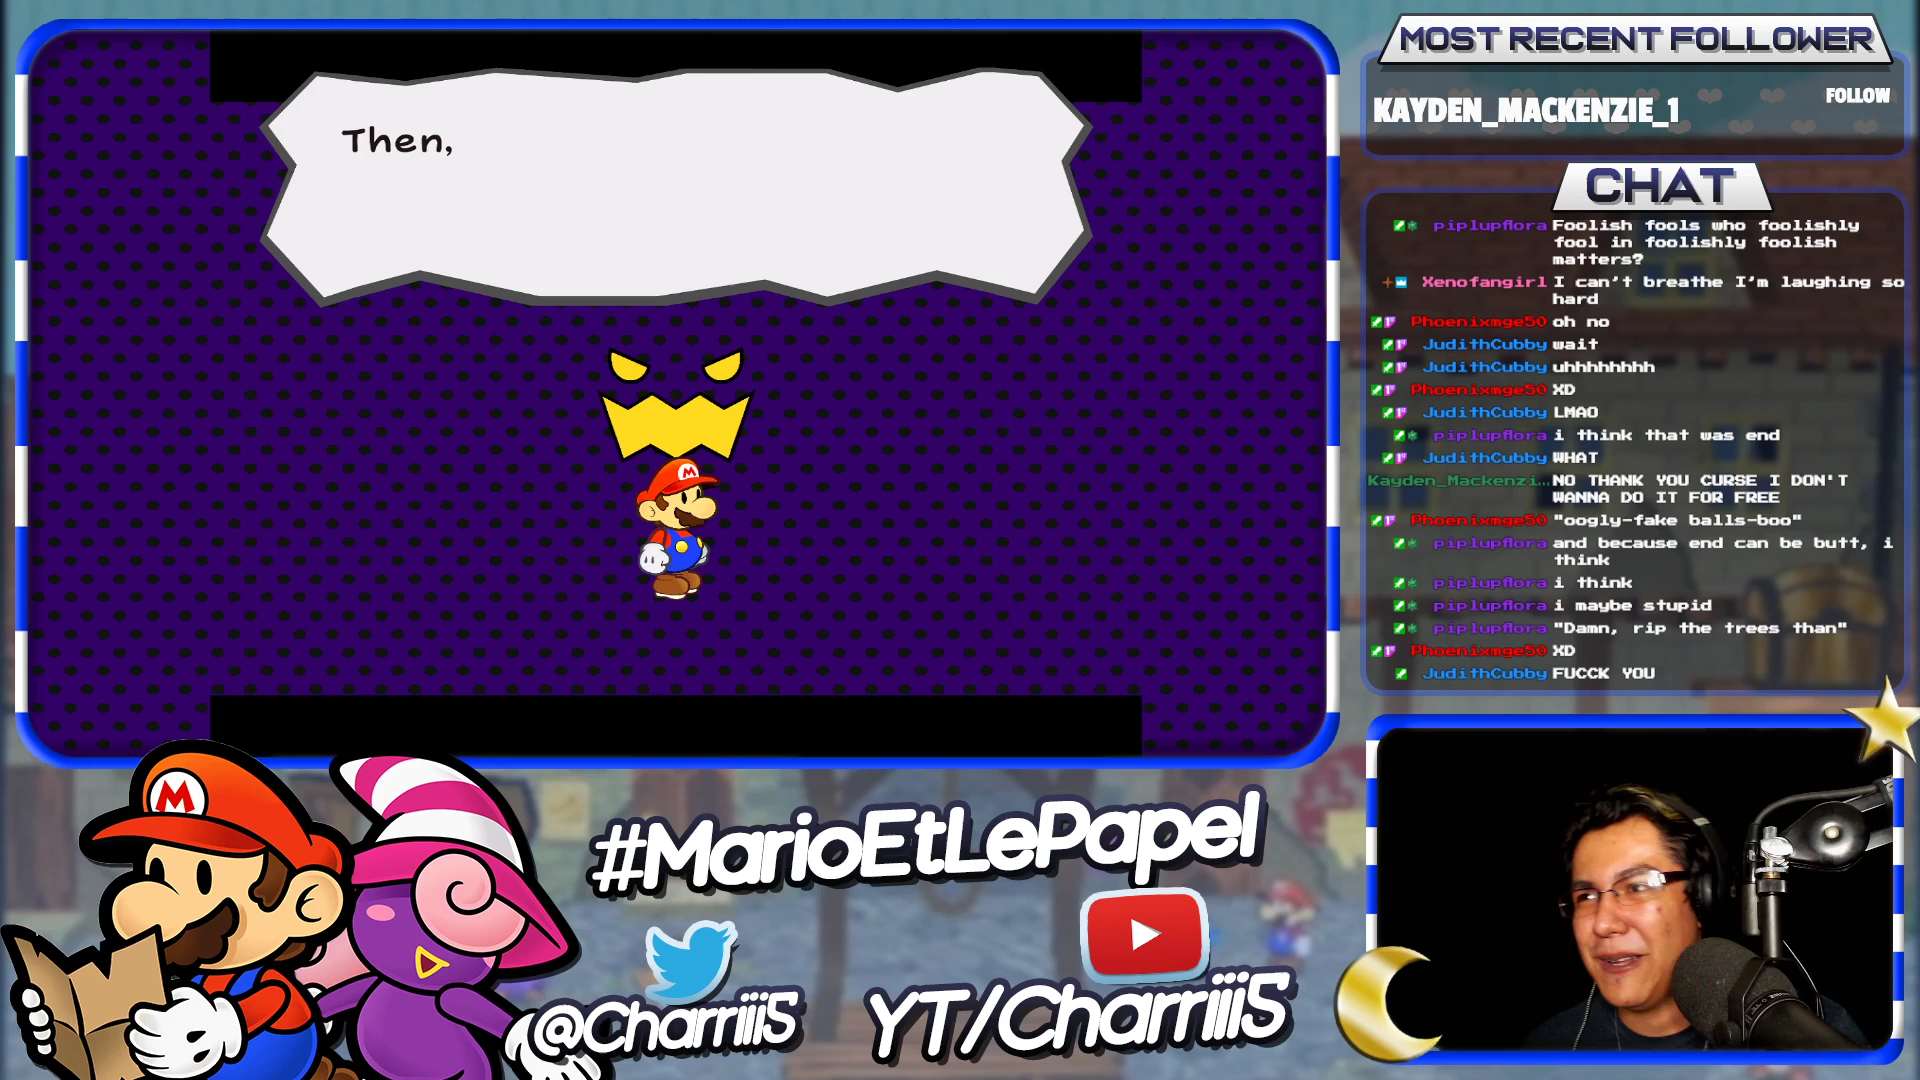 Then,
MOST RECENT FOLLOWER
KAYDEN_MACKENZIE_1
FOLLOW
CHAT
piplupflora Foolish fools who foolishly
fool in foolishly foolish
matters?
Xenofangirl I can't breathe I'm laughing so
hard
Phoenixmge50 oh no
JudithCubby wait
JudithCubby uhhhhhhhh
Phoenixmge50 XD
JudithCubby LMAO
piplupflora i think that was end
JudithCubby WHAT
Kayden_Mackenzi... NO THANK YOU CURSE I DON'T
WANNA DO IT FOR FREE
Phoenixmge50 "oogly-fake balls-boo"
piplupflora and because end can be butt, i
think
piplupflora i think
piplupflora i maybe stupid
piplupflora "Damn, rip the trees than"
Phoenixmge50 XD
JudithCubby FUCCK YOU
M
M
#MarioEtLePapel
@Charriii5
YT/Charriii5